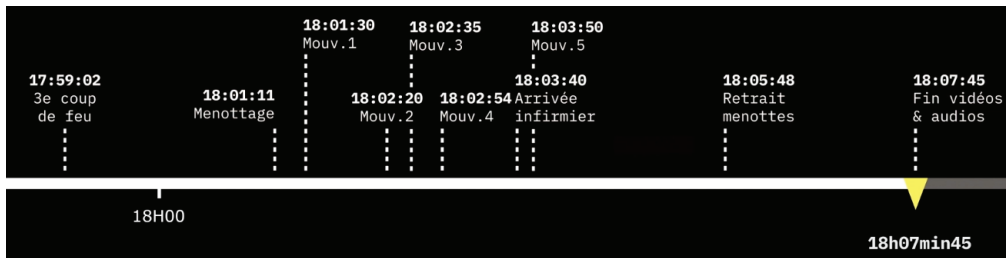 17:59:02
3e coup
de feu
18:01:11
Menottage
18:01:30
Mouv.1
18:02:20
Mouv.2
18:02:35
Mouv.3
18:02:54
Mouv.4
18:03:40
Arrivée
infirmier
18:03:50
Mouv.5
18:05:48
Retrait
menottes
18:07:45
Fin vidéos
& audios
18H00
18h07min45